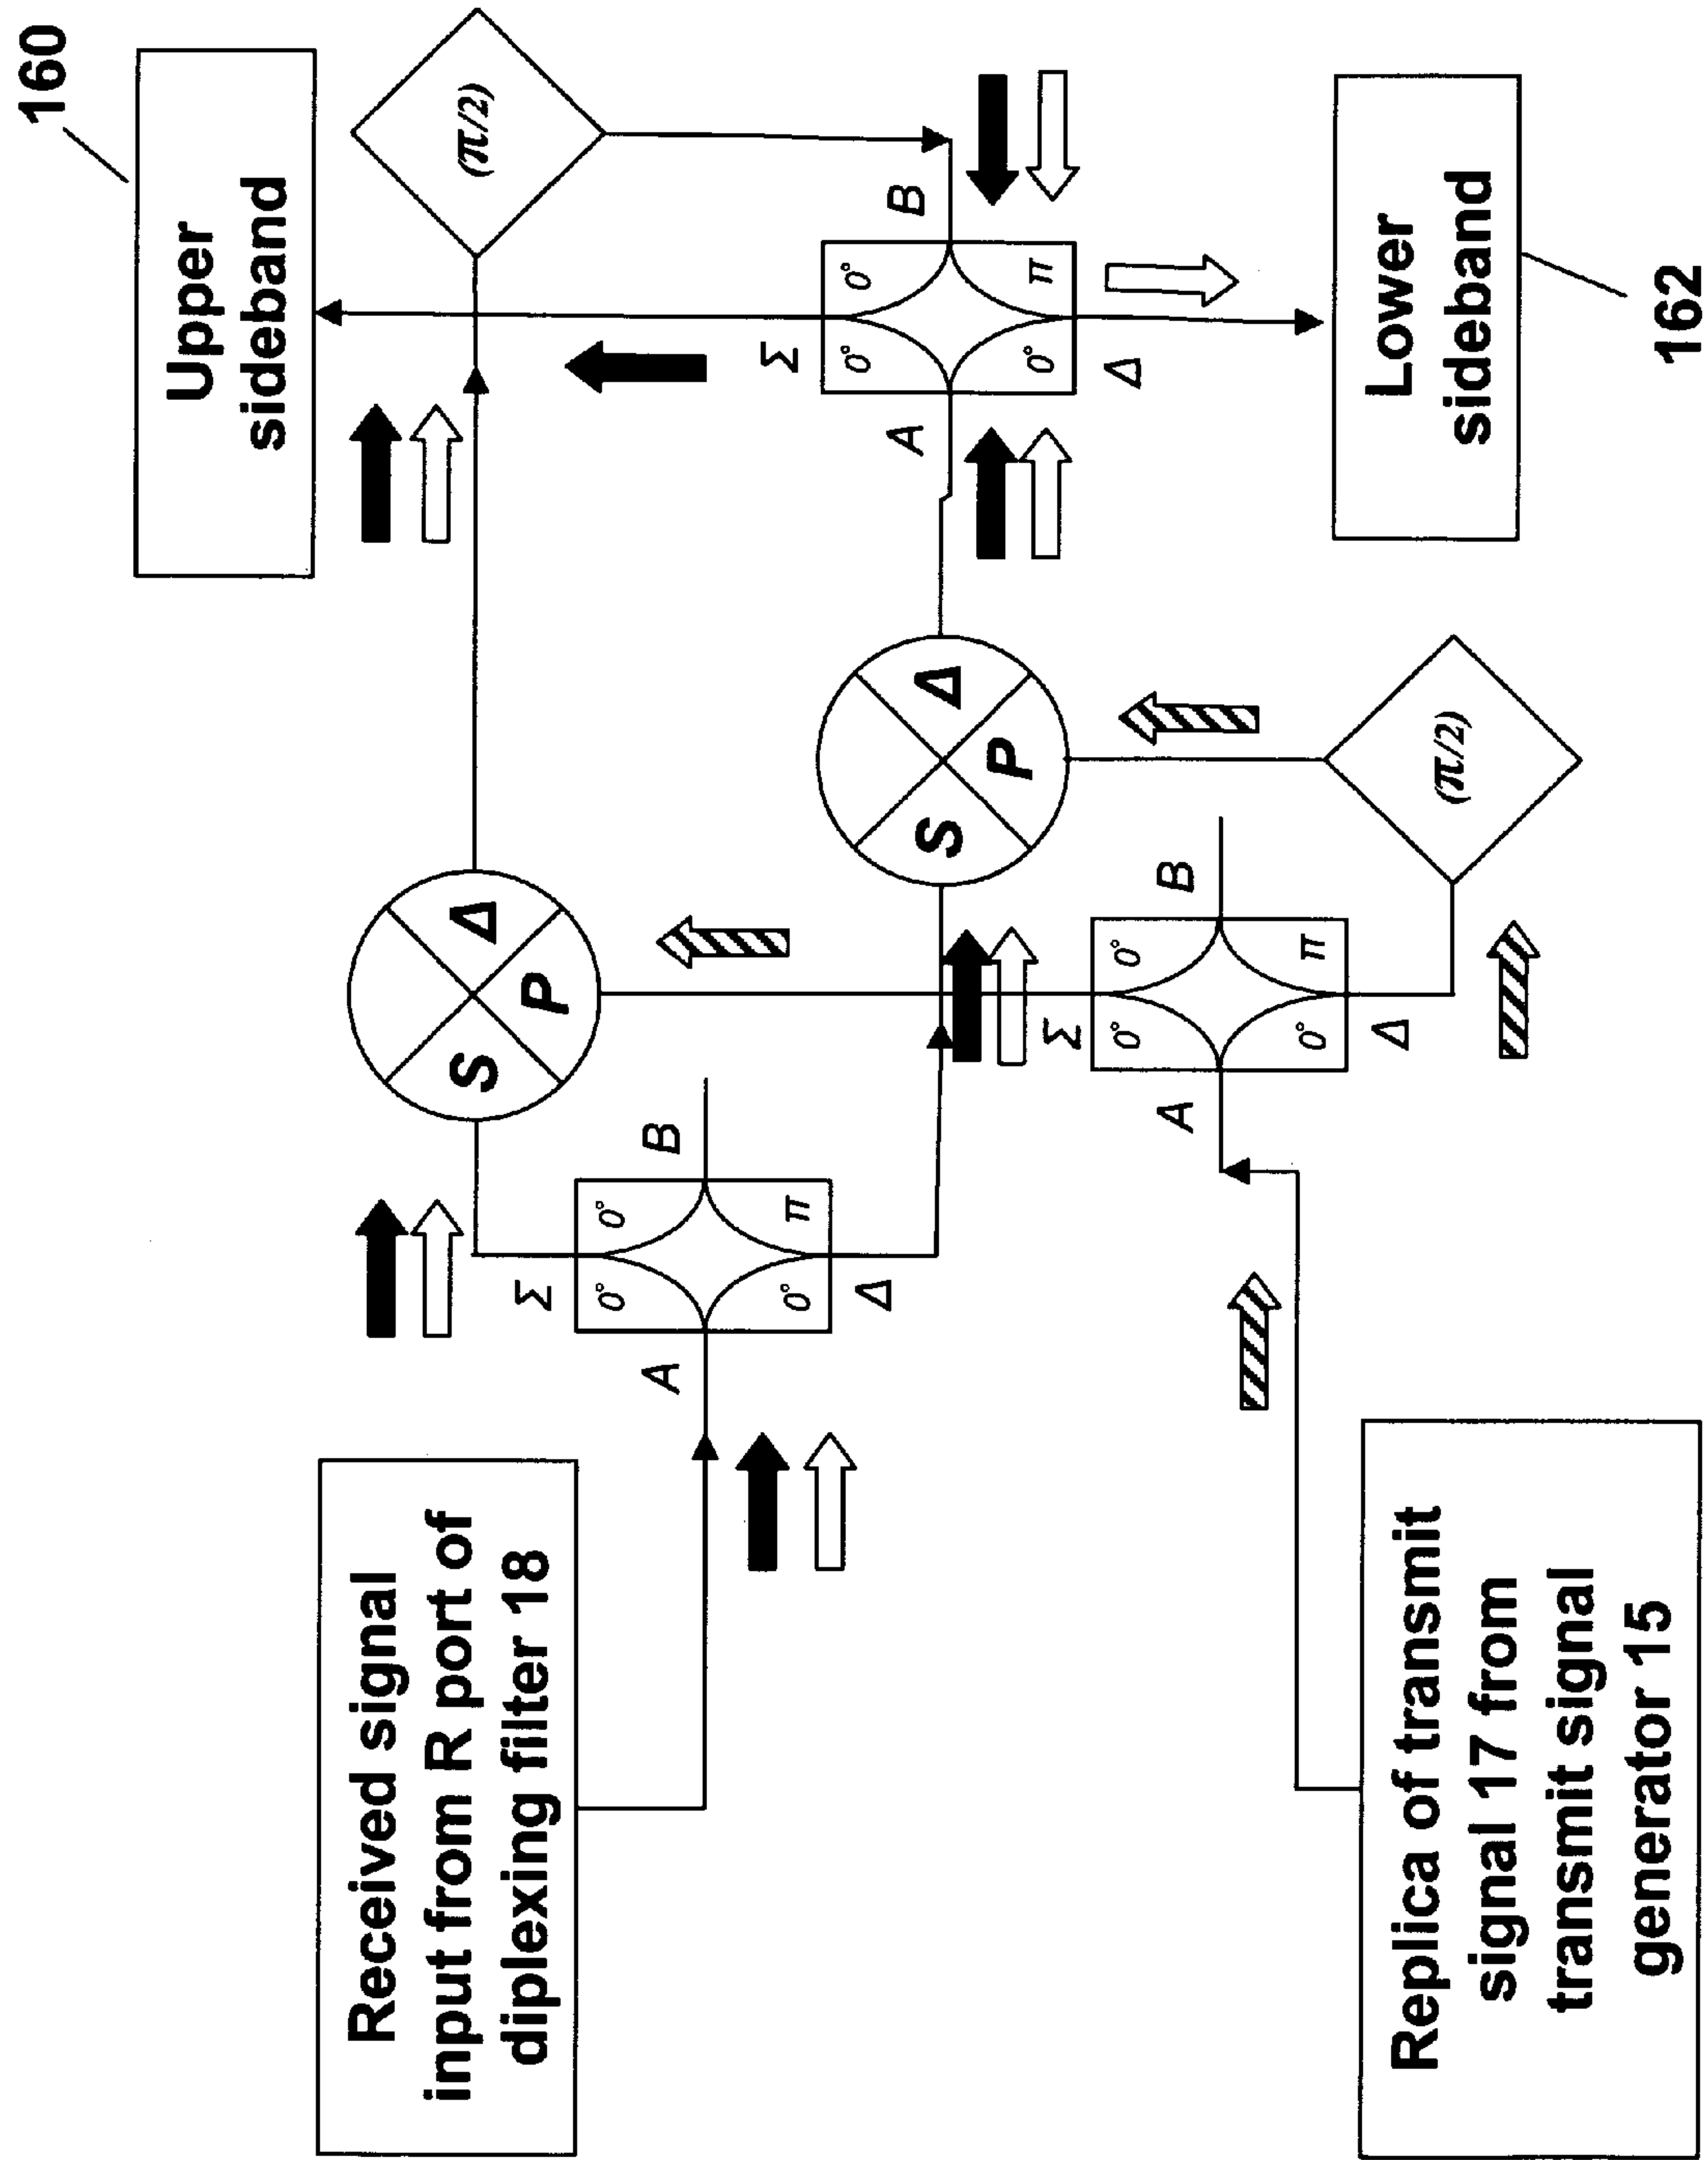 160
Upper
sideband
(π/2)
S
Δ
P
Σ
0°
0°
0°
π
A
B
Δ
Received signal
input from R port of
diplexing filter 18
A
B
Σ
0°
0°
0°
π
Δ
S
Δ
P
Σ
0°
0°
0°
π
A
B
Δ
(π/2)
Replica of transmit
signal 17 from
transmit signal
generator 15
Lower
sideband
162